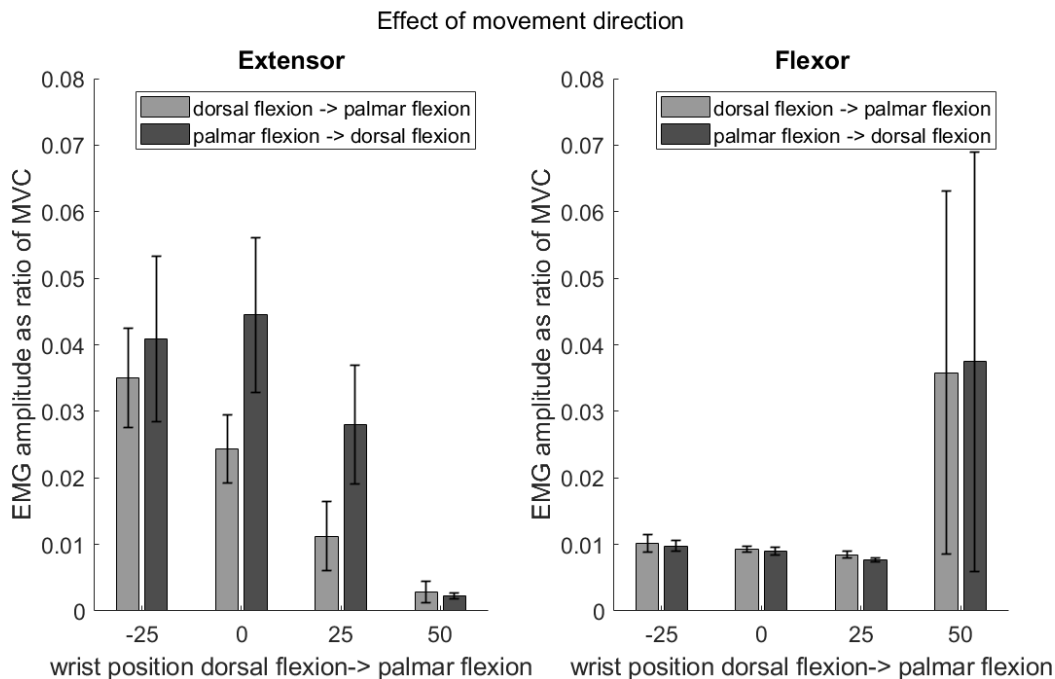 Effect of movement direction
Extensor
EMG amplitude as ratio of MVC
0.08
0.07
0.06
0.05
0.04
0.03
0.02
0.01
0
dorsal flexion -> palmar flexion
palmar flexion -> dorsal flexion
-25 0 25 50
wrist position dorsal flexion-> palmar flexion
Flexor
EMG amplitude as ratio of MVC
0.08
0.07
0.06
0.05
0.04
0.03
0.02
0.01
0
dorsal flexion -> palmar flexion
palmar flexion -> dorsal flexion
-25 0 25 50
wrist position dorsal flexion-> palmar flexion